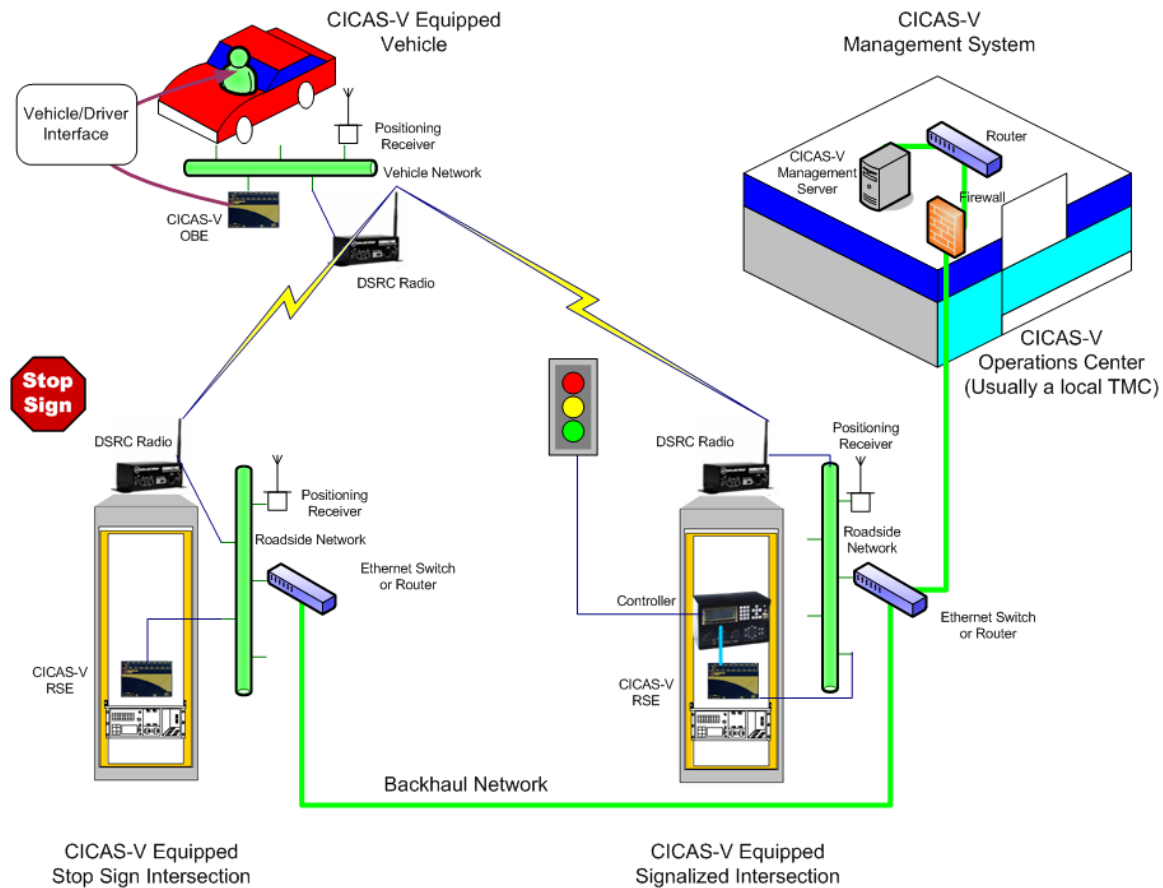 CICAS-V Equipped
Vehicle
CICAS-V
Management System
Vehicle/Driver
Interface
Positioning
Receiver
Vehicle Network
CICAS-V
OBE
DSRC Radio
Router
CICAS-V
Management
Server
Firewall
CICAS-V
Operations Center
(Usually a local TMC)
Stop
Sign
DSRC Radio
Positioning
Receiver
Roadside Network
Ethernet Switch
or Router
CICAS-V
RSE
DSRC Radio
Positioning
Receiver
Roadside
Network
Controller
Ethernet Switch
or Router
CICAS-V
RSE
Backhaul Network
CICAS-V Equipped
Stop Sign Intersection
CICAS-V Equipped
Signalized Intersection